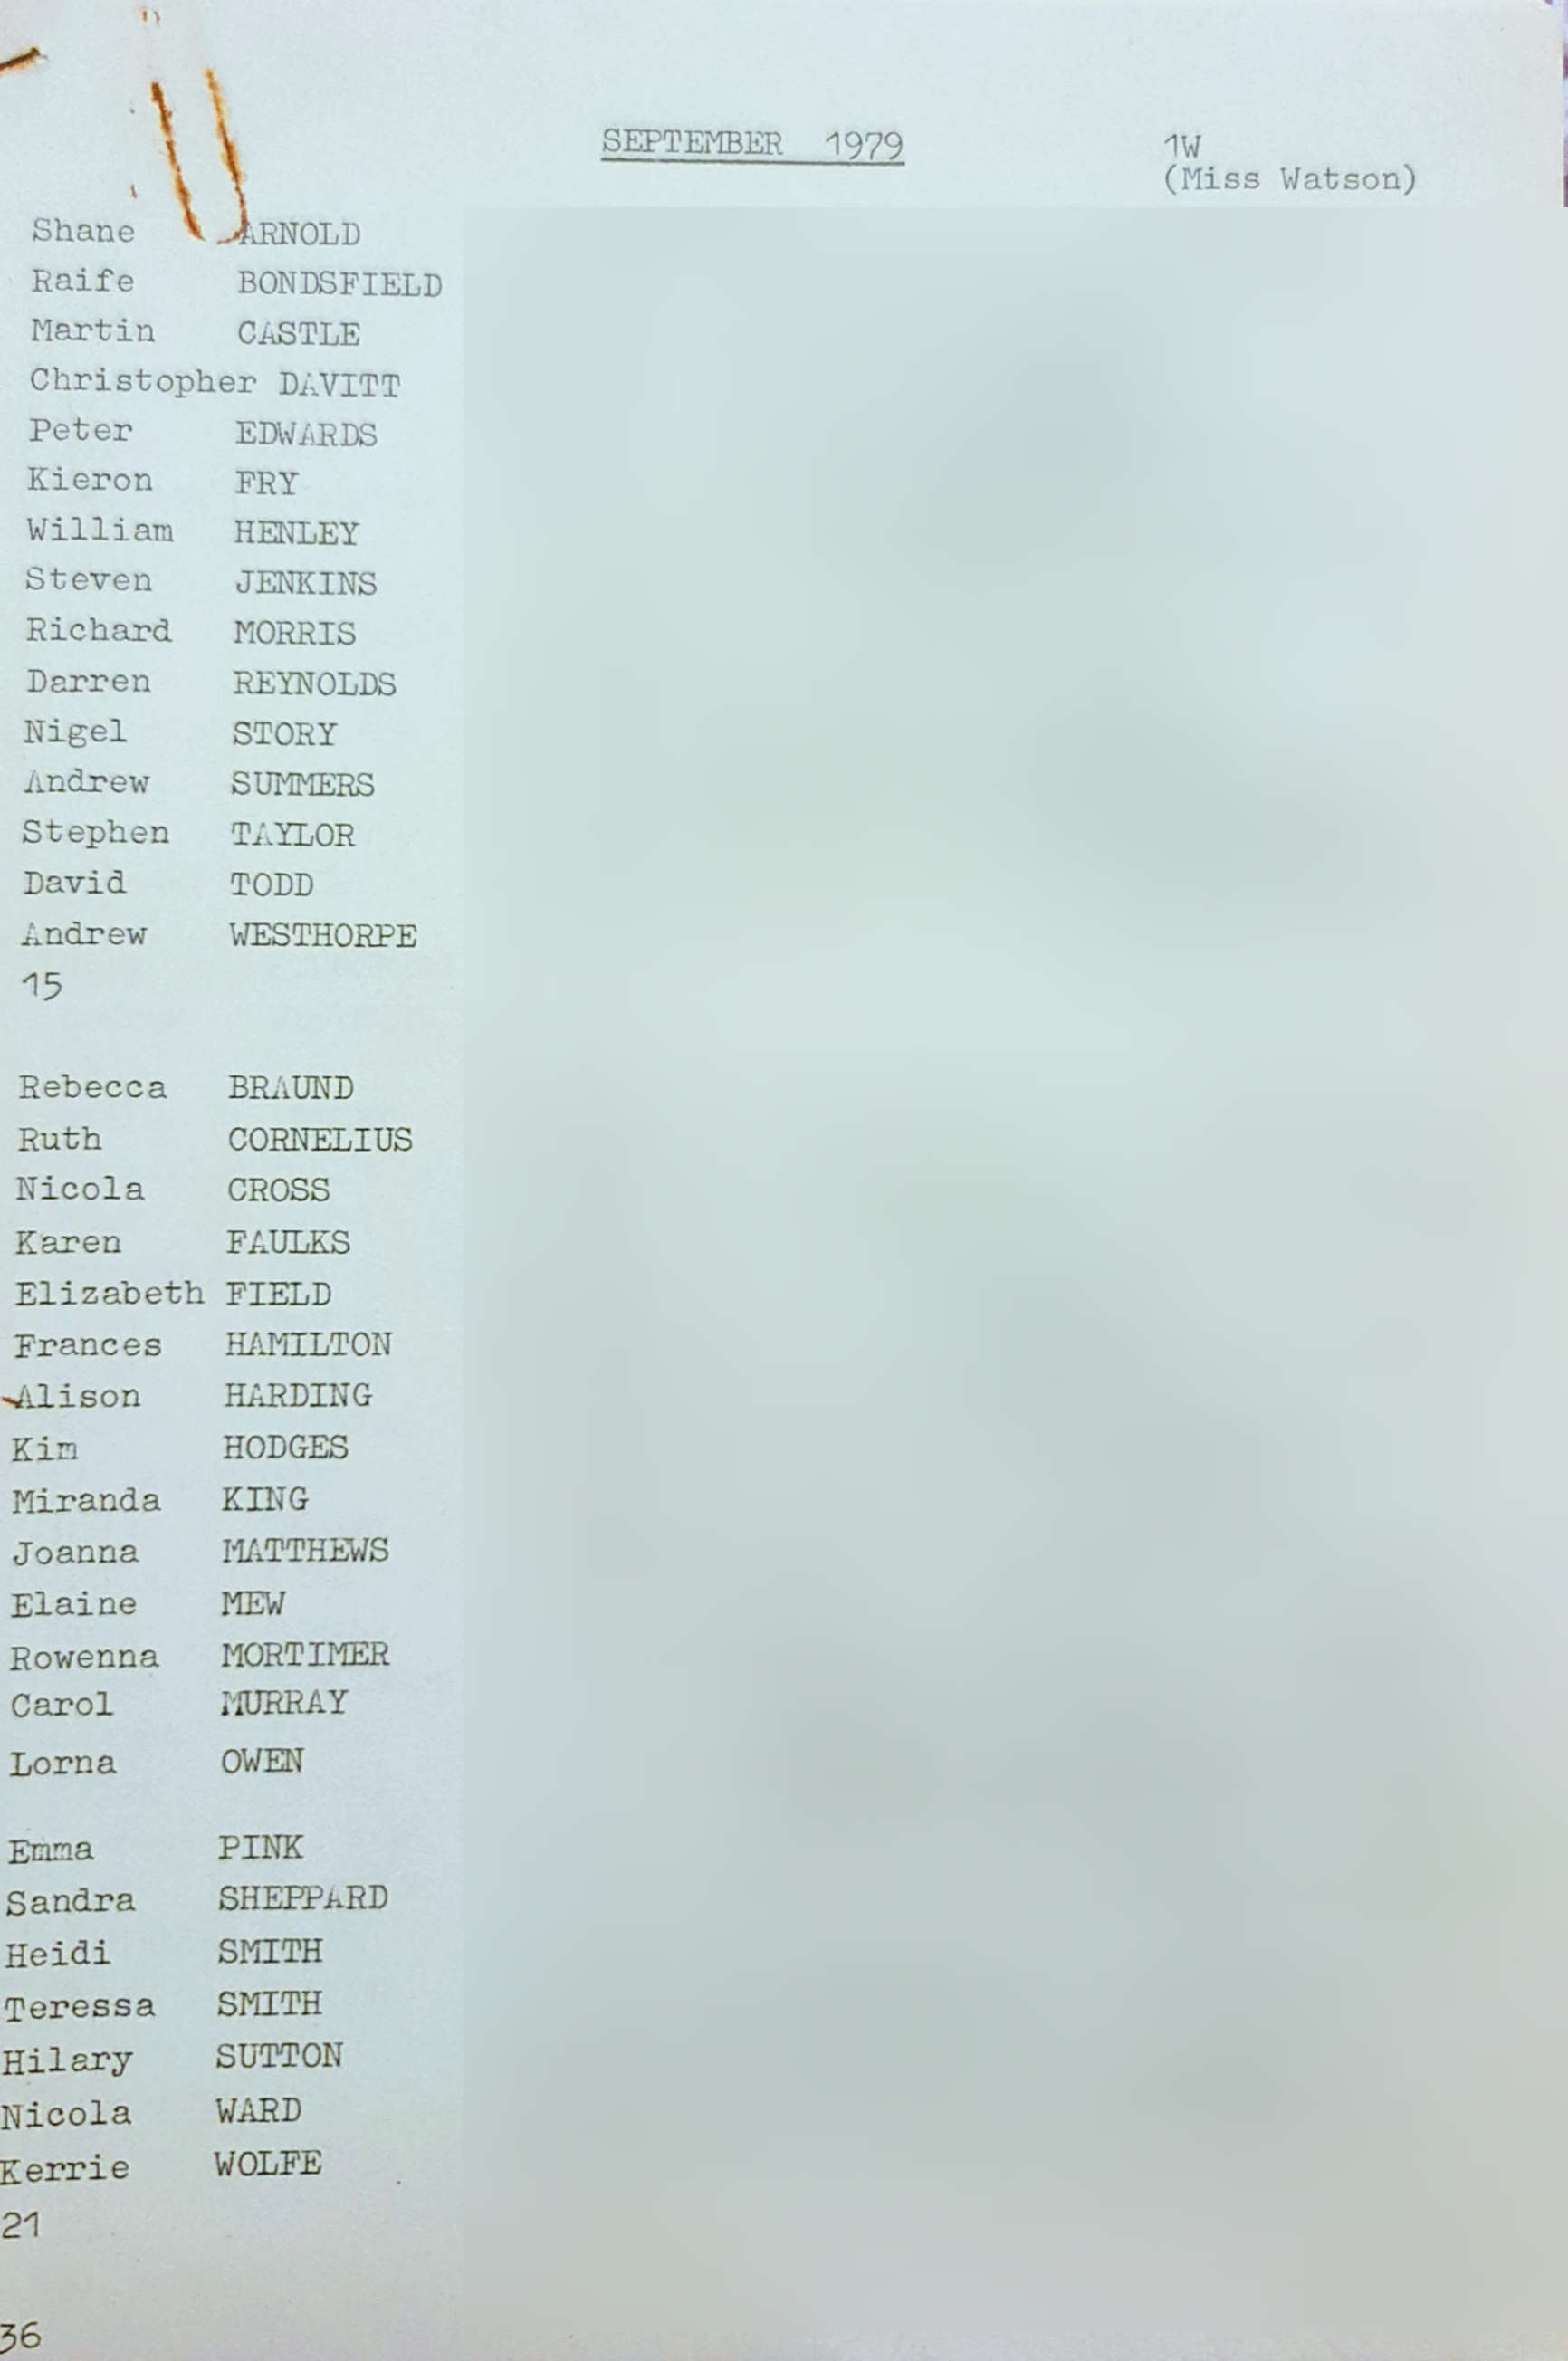 SEPTEMBER 1979 1W
(Miss Watson)
Shane ARNOLD
Raife BONDSFIELD
Martin CASTLE
Christopher DAVITT
Peter EDWARDS
Kieron FRY
William HENLEY
Steven JENKINS
Richard MORRIS
Darren REYNOLDS
Nigel STORY
Andrew SUMMERS
Stephen TAYLOR
David TODD
Andrew WESTHORPE
15
Rebecca BRAUND
Ruth CORNELIUS
Nicola CROSS
Karen FAULKS
Elizabeth FIELD
Frances HAMILTON
Alison HARDING
Kim HODGES
Miranda KING
Joanna MATTHEWS
Elaine MEW
Rowenna MORTIMER
Carol MURRAY
Lorna OWEN
Emma PINK
Sandra SHEPPARD
Heidi SMITH
Teressa SMITH
Hilary SUTTON
Nicola WARD
Kerrie WOLFE
21
36